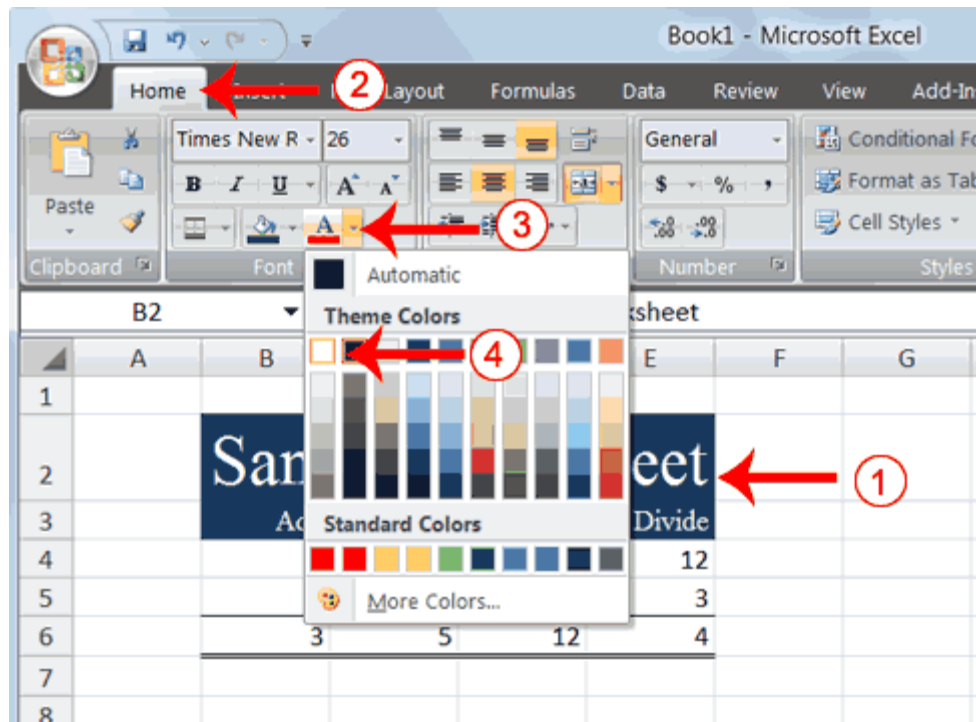 Book1 - Microsoft Excel
Home 2 Layout Formulas Data Review View Add-In
Times New R 26 General Conditional Fo
B I U A A $ % , Format as Tab
Paste A 3 Cell Styles
Clipboard Font Number Styles
Automatic
B2 ksheet
Theme Colors
4
A B E F G
1
2 San eet 1
3 Ad Divide
Standard Colors
4 12
5 More Colors... 3
6 3 5 12 4
7
8